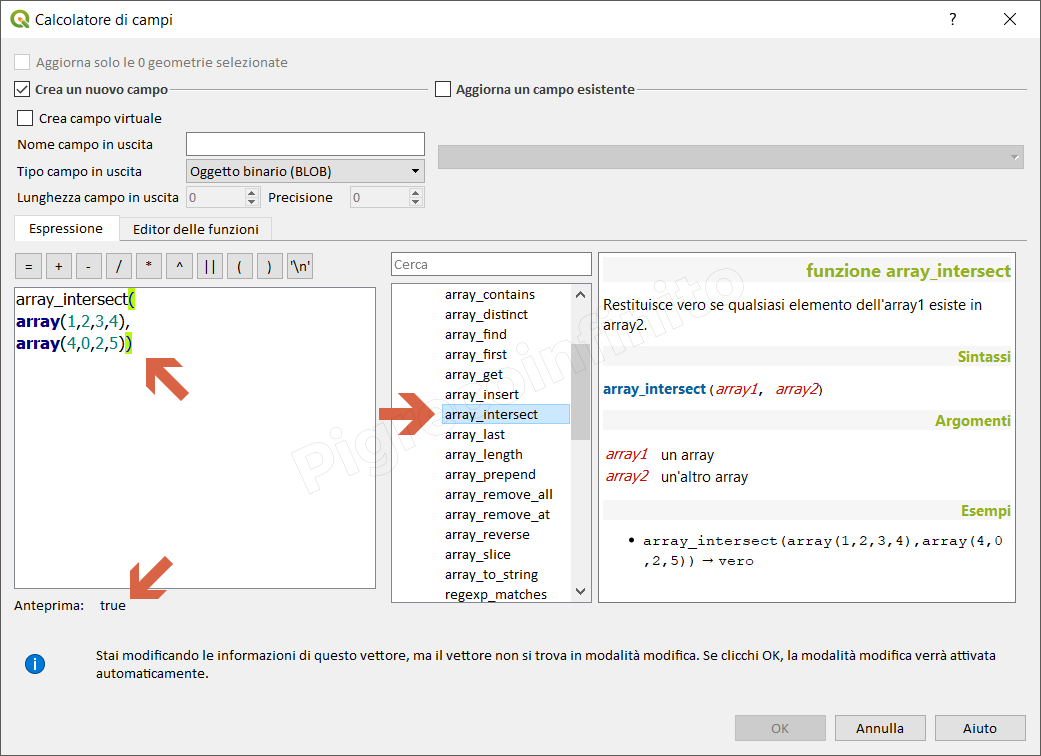 Calcolatore di campi
?
Aggiorna solo le 0 geometrie selezionate
Crea un nuovo campo
Aggiorna un campo esistente
Crea campo virtuale
Nome campo in uscita
Tipo campo in uscita
Oggetto binario (BLOB)
Lunghezza campo in uscita
0
Precisione
0
Espressione
Editor delle funzioni
= + - / * ^ || ( ) '\n'
array_intersect(
array(1,2,3,4),
array(4,0,2,5))
Anteprima: true
Cerca
array_contains
array_distinct
array_find
array_first
array_get
array_insert
array_intersect
array_last
array_length
array_prepend
array_remove_all
array_remove_at
array_reverse
array_slice
array_to_string
regexp_matches
funzione array_intersect
Restituisce vero se qualsiasi elemento dell'array1 esiste in
array2.
Sintassi
array_intersect(array1, array2)
Argomenti
array1 un array
array2 un'altro array
Esempi
• array_intersect(array(1,2,3,4),array(4,0
,2,5)) → vero
Pigrecoinfinito
i
Stai modificando le informazioni di questo vettore, ma il vettore non si trova in modalità modifica. Se clicchi OK, la modalità modifica verrà attivata
automaticamente.
OK
Annulla
Aiuto